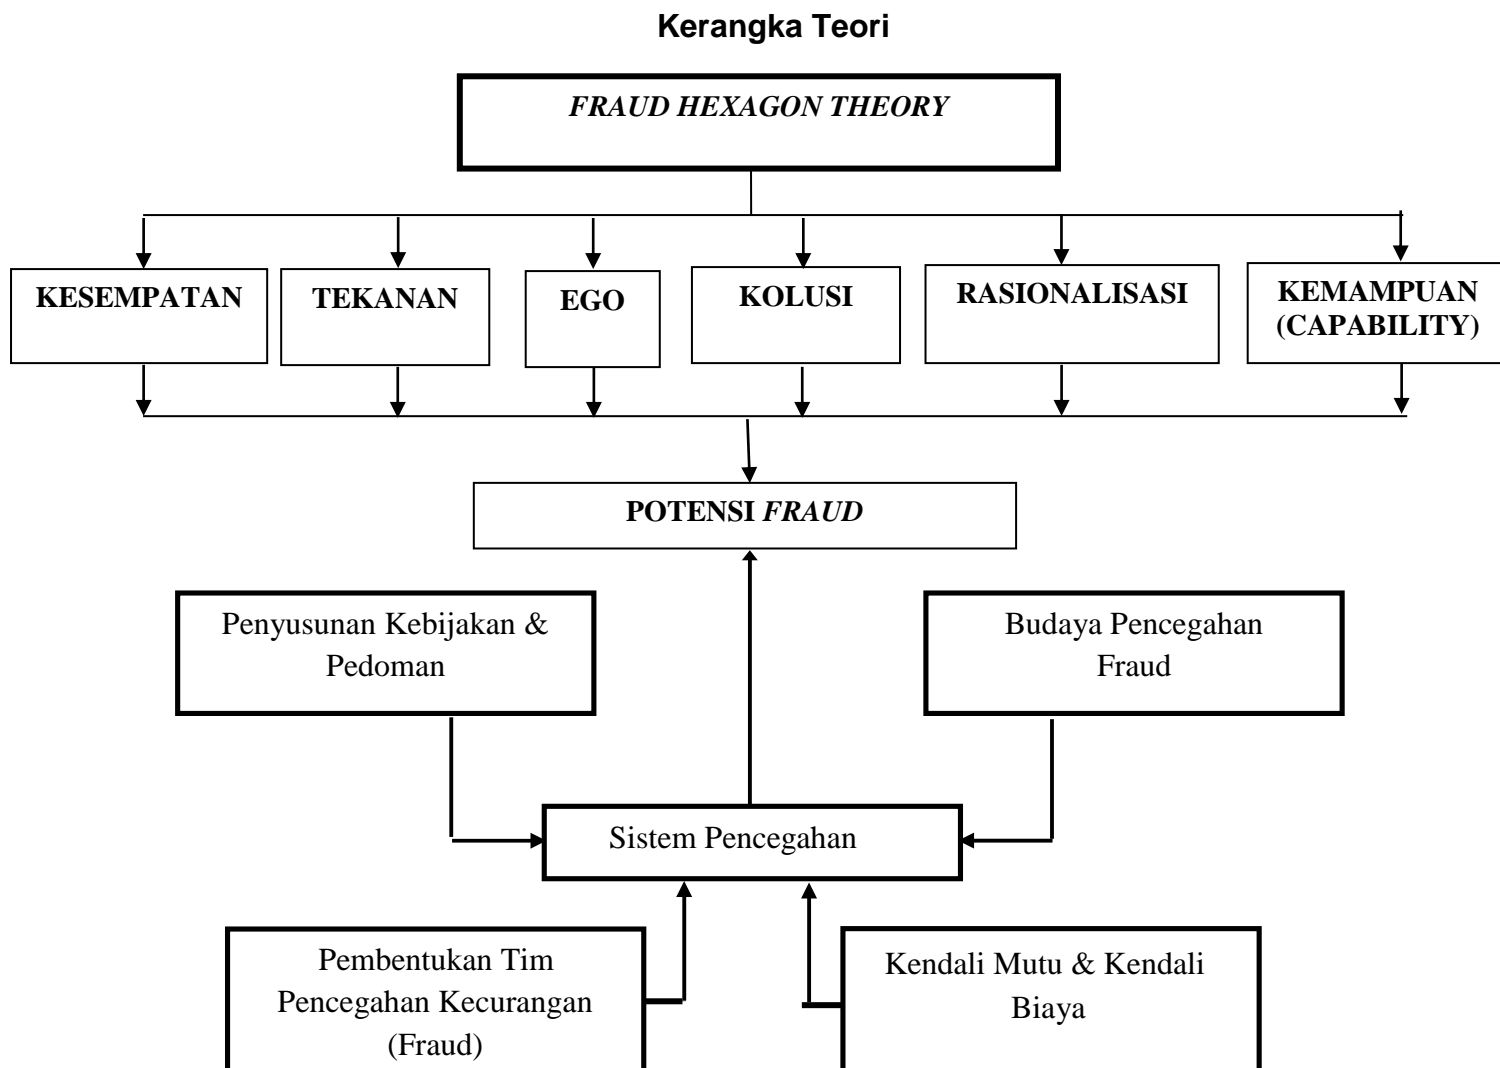 Kerangka Teori
FRAUD HEXAGON THEORY
KESEMPATAN
TEKANAN
EGO
KOLUSI
RASIONALISASI
KEMAMPUAN
(CAPABILITY)
POTENSI FRAUD
Penyusunan Kebijakan &
Pedoman
Budaya Pencegahan
Fraud
Sistem Pencegahan
Pembentukan Tim
Pencegahan Kecurangan
(Fraud)
Kendali Mutu & Kendali
Biaya